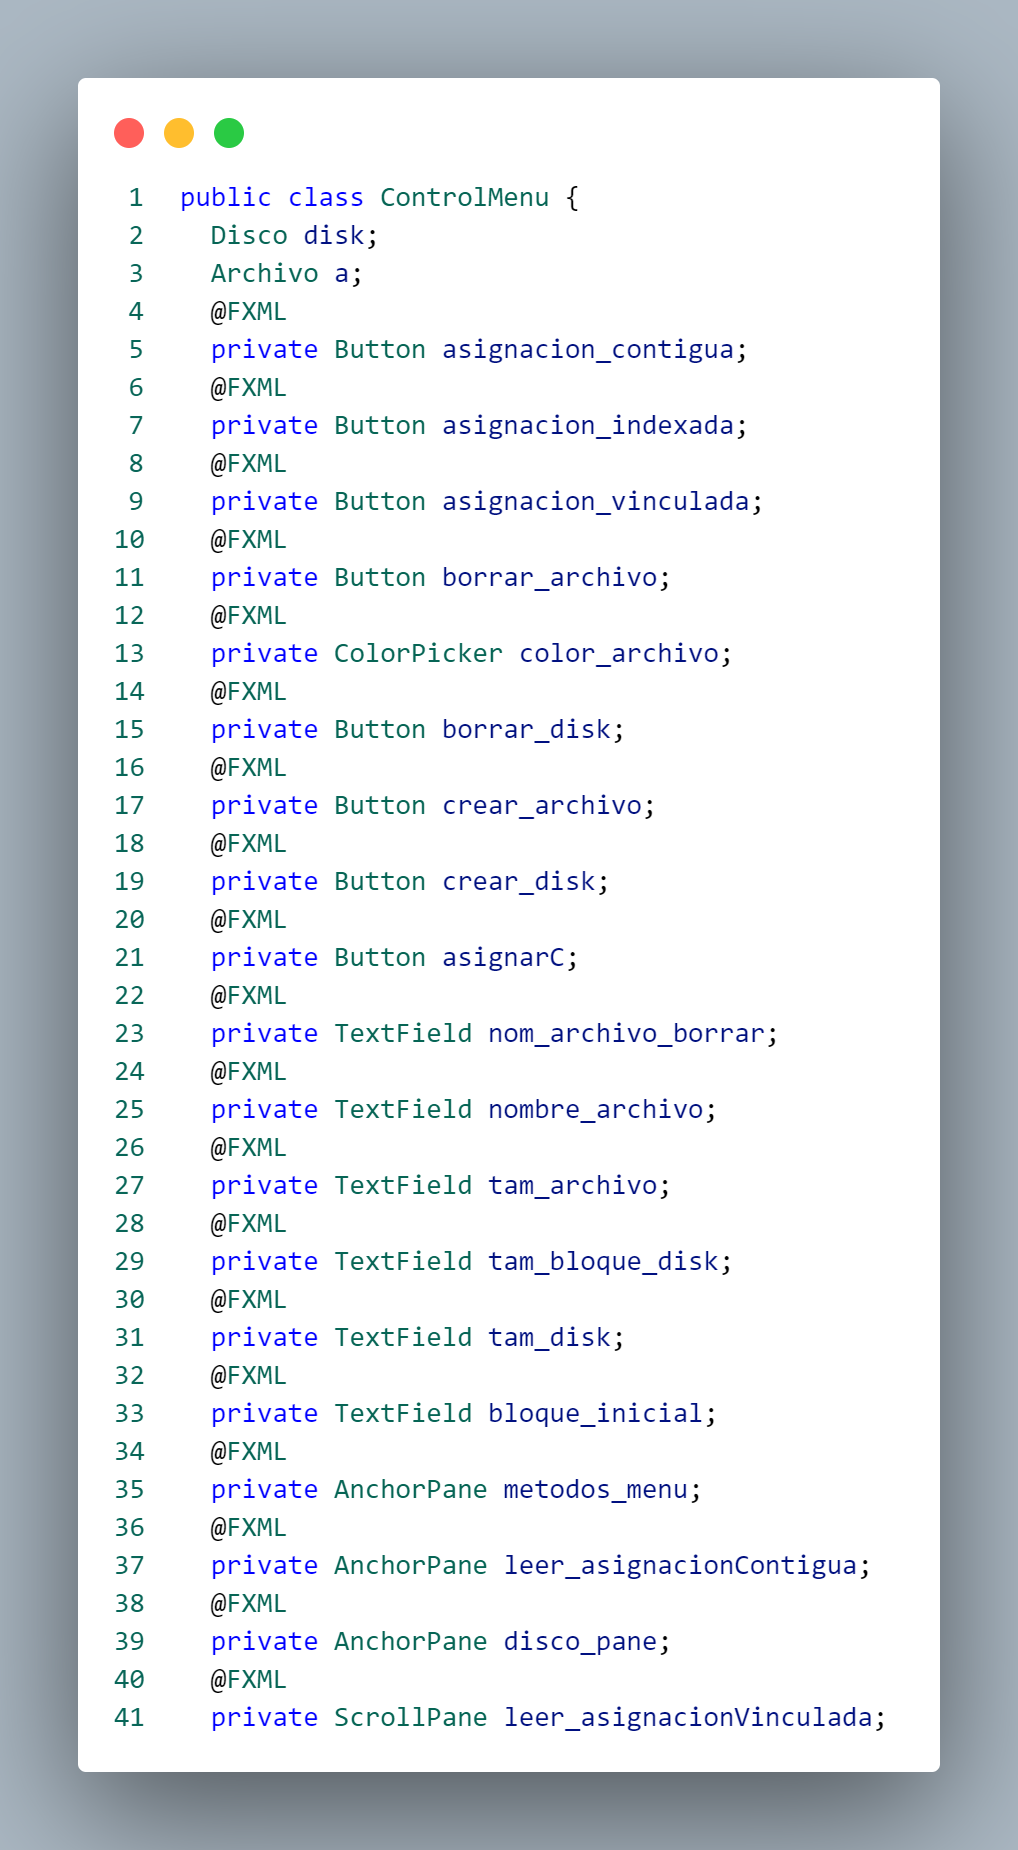 1 public class ControlMenu {
2 Disco disk;
3 Archivo a;
4 @FXML
5 private Button asignacion_contigua;
6 @FXML
7 private Button asignacion_indexada;
8 @FXML
9 private Button asignacion_vinculada;
10 @FXML
11 private Button borrar_archivo;
12 @FXML
13 private ColorPicker color_archivo;
14 @FXML
15 private Button borrar_disk;
16 @FXML
17 private Button crear_archivo;
18 @FXML
19 private Button crear_disk;
20 @FXML
21 private Button asignarC;
22 @FXML
23 private TextField nom_archivo_borrar;
24 @FXML
25 private TextField nombre_archivo;
26 @FXML
27 private TextField tam_archivo;
28 @FXML
29 private TextField tam_bloque_disk;
30 @FXML
31 private TextField tam_disk;
32 @FXML
33 private TextField bloque_inicial;
34 @FXML
35 private AnchorPane metodos_menu;
36 @FXML
37 private AnchorPane leer_asignacionContigua;
38 @FXML
39 private AnchorPane disco_pane;
40 @FXML
41 private ScrollPane leer_asignacionVinculada;